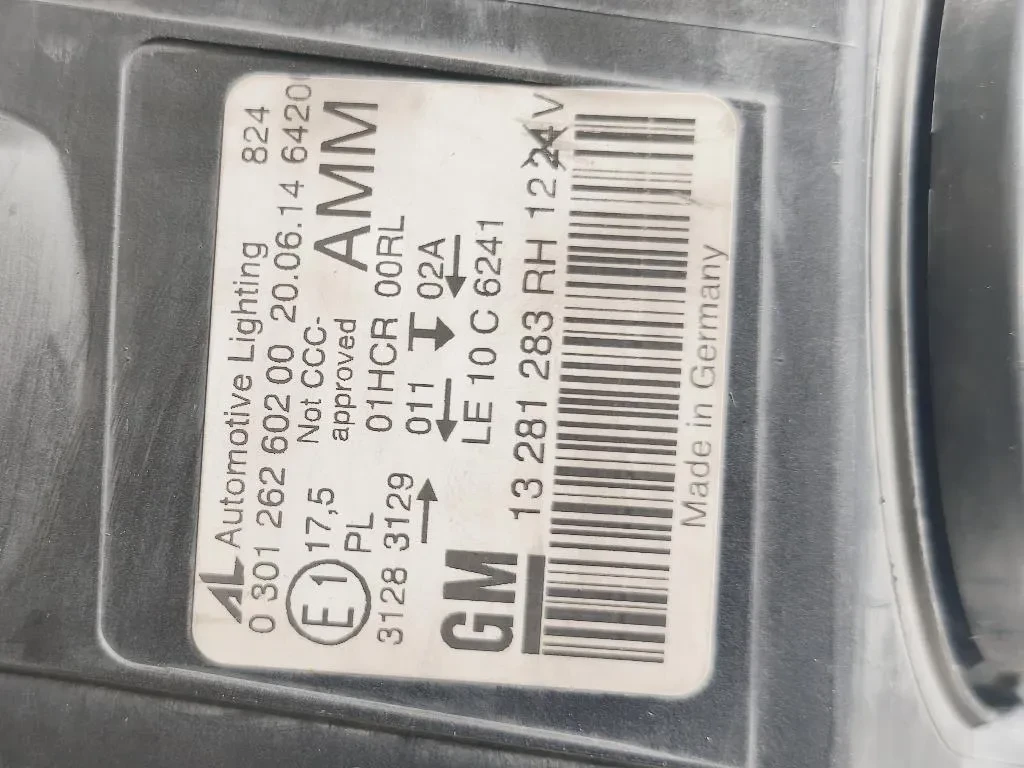 AL Automotive Lighting 824
0 301 262 602 00 20.06.14 6420
E1 17,5 Not CCC-
PL approved AMM
3128 3129 01HCR 00RL
011 02A
LE 10 C 6241
GM 13 281 283 RH 12 24 V
Made in Germany